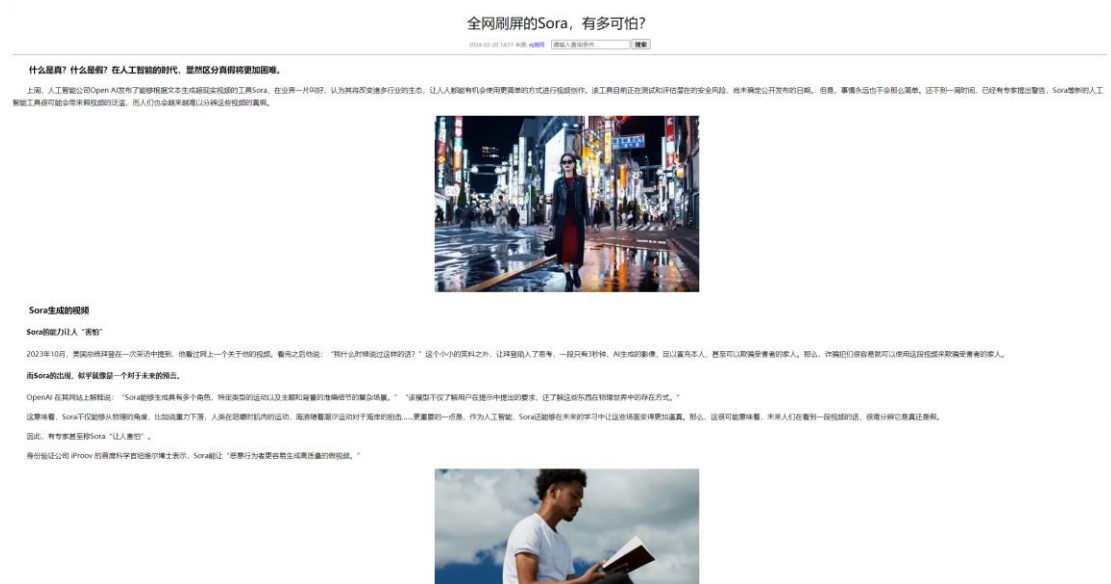 全网刷屏的Sora，有多可怕？
2024-02-20 14:51 来源: 光明网 请输入查询条件 搜索
什么是真？什么是假？在人工智能的时代，显然区分真假将更加困难。
上周，人工智能公司Open AI发布了能够根据文本生成超现实视频的工具Sora，在业界一片叫好，认为其将改变诸多行业的生态，让人人都能有机会使用更简单的方式进行视频创作。该工具目前正在测试和评估潜在的安全风险，尚未确定公开发布的日期。 但是，事情永远也不会那么简单。还不到一周时间，已经有专家提出警告，Sora等新的人工
智能工具很可能会带来假视频的泛滥，而人们也会越来越难以分辨这些视频的真假。
Sora生成的视频
Sora的能力让人“害怕”
2023年10月，美国总统拜登在一次采访中提到，他看过网上一个关于他的视频。看完之后他说：“我什么时候说过这样的话？”这个小小的笑料之外，让拜登陷入了思考，一段只有3秒钟，AI生成的影像，足以冒充本人，甚至可以欺骗受害者的家人。那么，诈骗犯们很容易就可以使用这段视频来欺骗受害者的家人。
而Sora的出现，似乎就像是一个对于未来的预言。
OpenAI 在其网站上解释说：“Sora能够生成具有多个角色、特定类型的运动以及主题和背景的准确细节的复杂场景。” “该模型不仅了解用户在提示中提出的要求，还了解这些东西在物理世界中的存在方式。”
这意味着，Sora不仅能够从物理的角度，比如说重力下落，人类在咀嚼时肌肉的运动，海浪随着潮汐运动对于海岸的拍击……更重要的一点是，作为人工智能，Sora还能够在未来的学习中让这些场面变得更加逼真。那么，这很可能意味着，未来人们在看到一段视频的话，很难分辨它是真还是假。
因此，有专家甚至称Sora“让人害怕”。
身份验证公司 iProov 的首席科学官纽维尔博士表示，Sora能让“恶意行为者更容易生成高质量的假视频。”